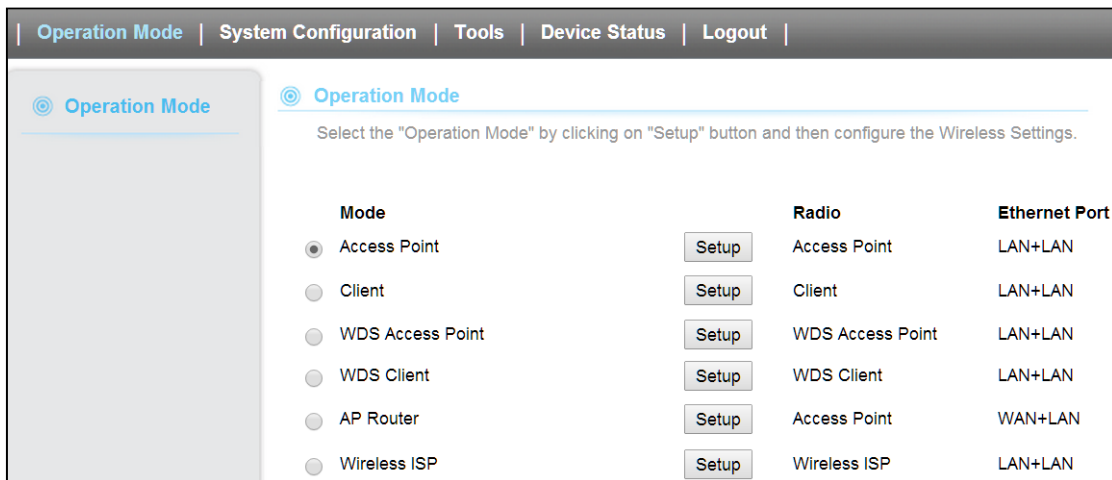 | Operation Mode | System Configuration | Tools | Device Status | Logout |
Operation Mode
Operation Mode
Select the "Operation Mode" by clicking on "Setup" button and then configure the Wireless Settings.
Mode Radio Ethernet Port
Access Point Setup Access Point LAN+LAN
Client Setup Client LAN+LAN
WDS Access Point Setup WDS Access Point LAN+LAN
WDS Client Setup WDS Client LAN+LAN
AP Router Setup Access Point WAN+LAN
Wireless ISP Setup Wireless ISP LAN+LAN